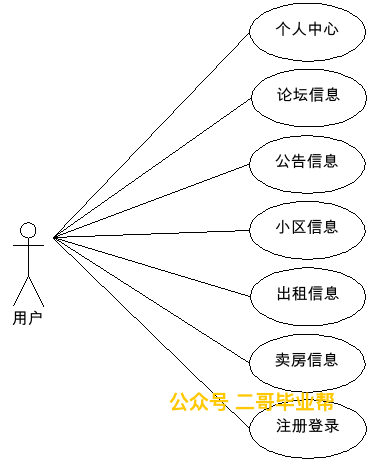 个人中心
论坛信息
公告信息
小区信息
出租信息
用户
卖房信息
公众号 二哥毕业帮
注册登录